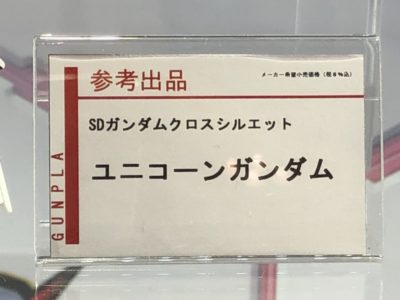 参考出品
メーカー希望小売価格(税8%込)
SDガンダムクロスシルエット
ユニコーンガンダム
GUNPLA